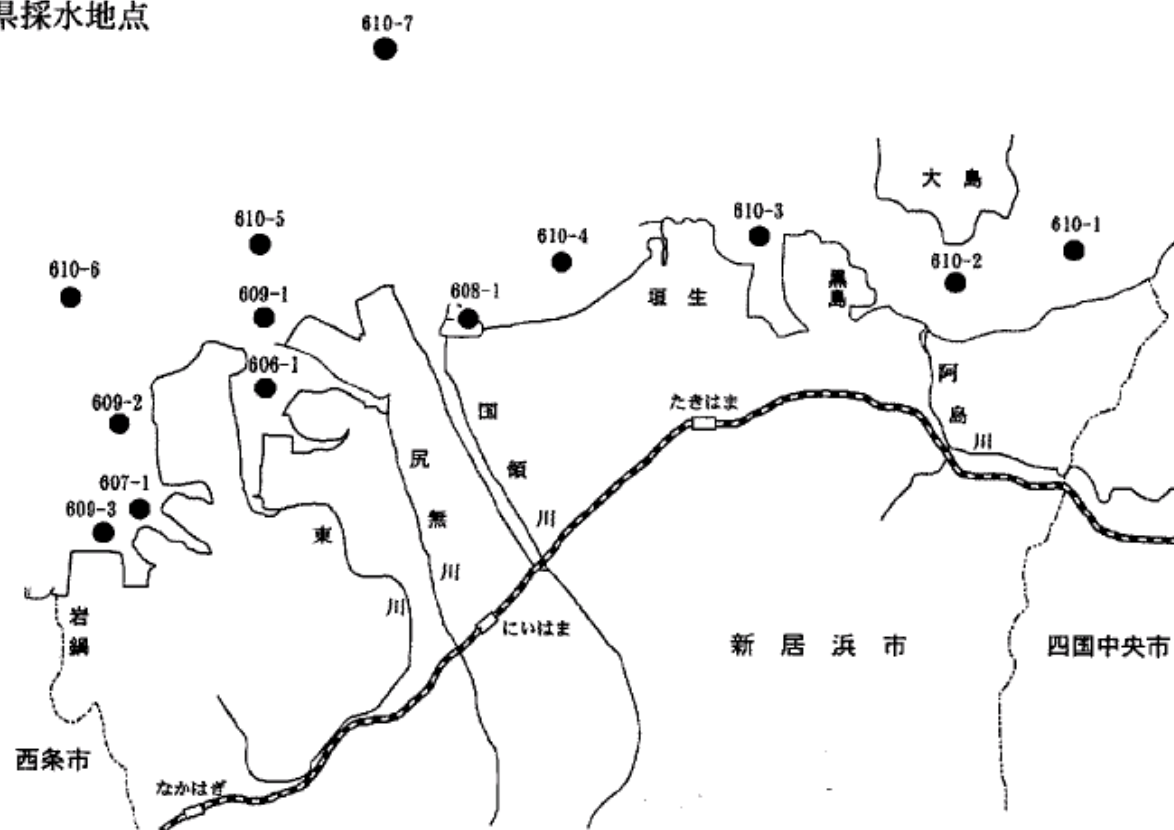 県採水地点
610-7
大島
610-5
610-4
610-3
610-1
610-6
610-2
609-1
608-1
垣生
黒島
606-1
609-2
たきはま
国領川
阿島川
尻無川
607-1
609-3
東川
にいはま
岩鍋
新居浜市
四国中央市
西条市
なかはぎ